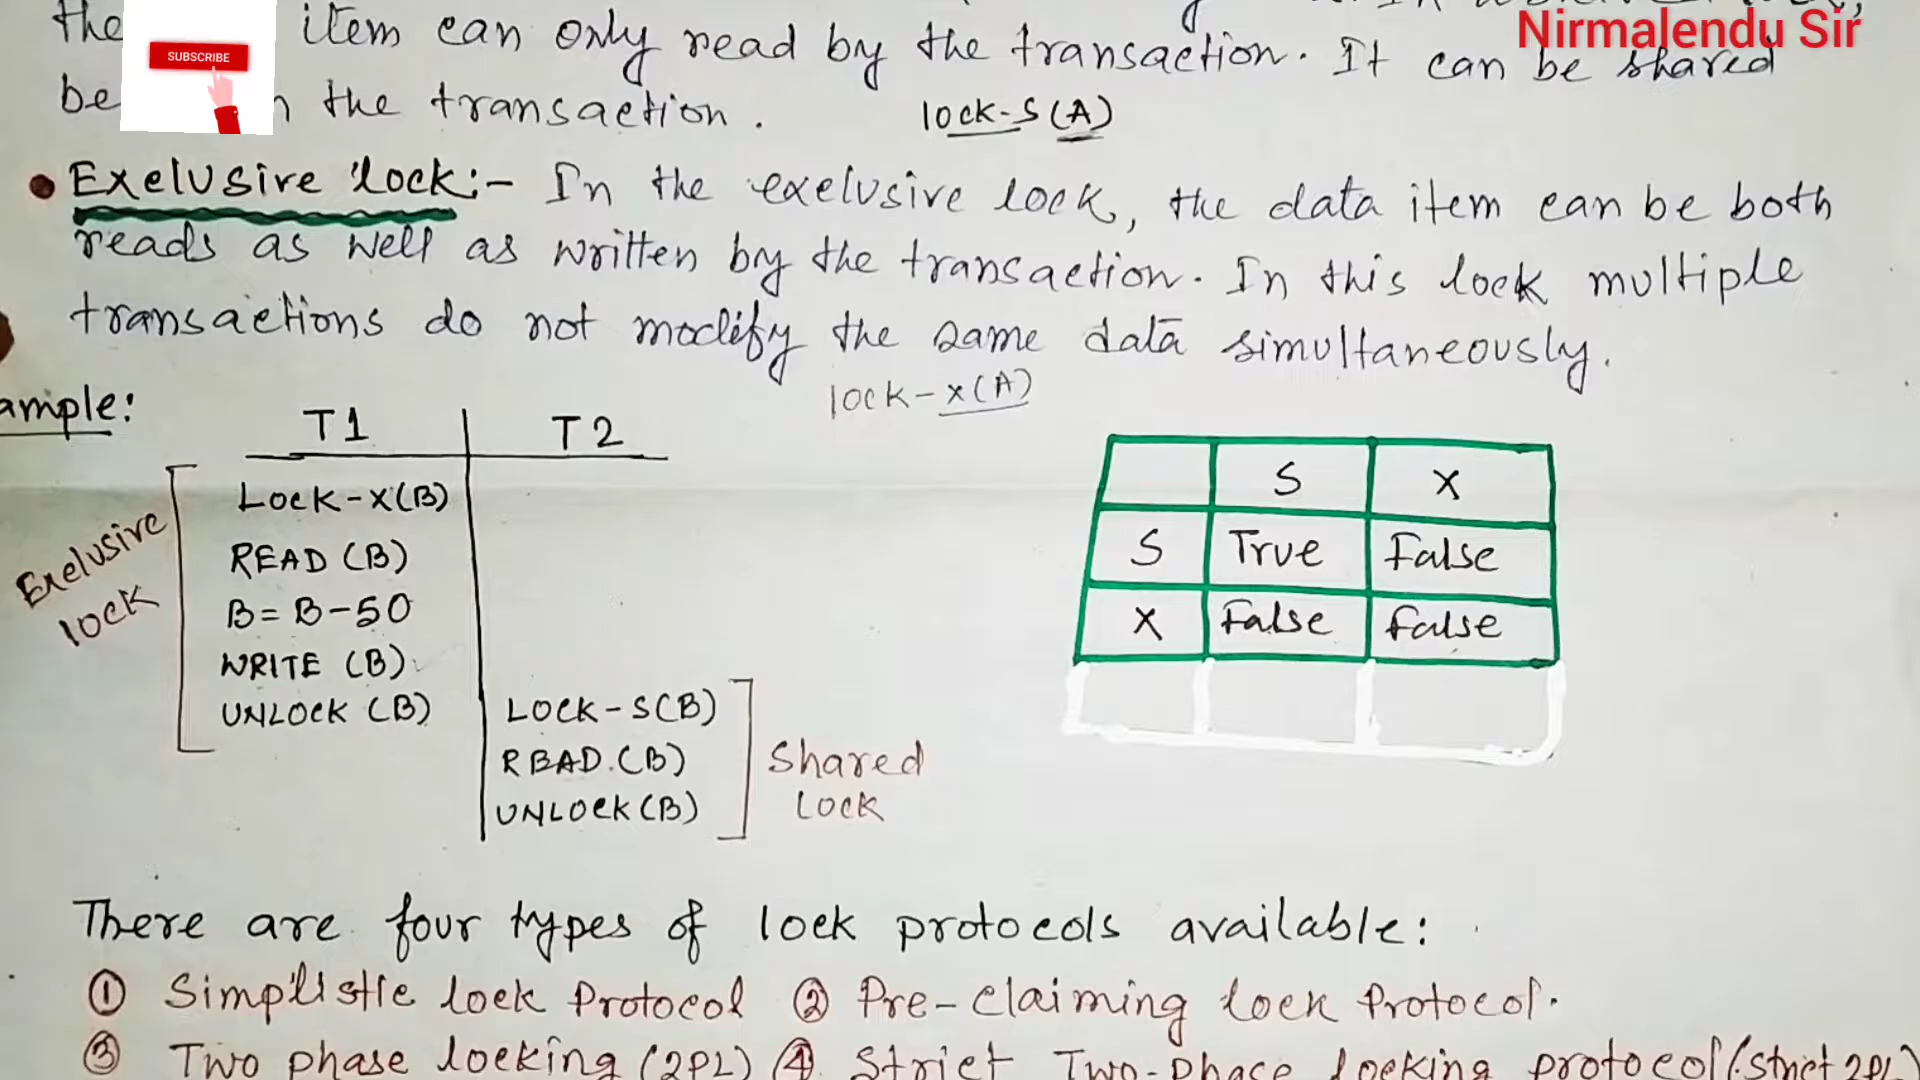 Nirmalendu Sir
the item can only read by the transaction. It can be shared
SUBSCRIBE
be the transaction.
lock-S(A)
Exclusive lock:- In the exclusive lock, the data item can be both
reads as well as written by the transaction. In this lock multiple
transactions do not modify the same data simultaneously.
lock-x(A)
ample:
T1 T2
Exclusive
lock
LOCK-X(B)
READ (B)
B = B-50
WRITE (B)
UNLOCK (B)
LOCK-S(B)
READ.(B)
UNLOCK(B)
Shared
Lock
S X
S True False
X False False
There are four types of lock protocols available:
① Simplistic lock Protocol ② Pre-claiming lock Protocol.
③ Two phase locking (2PL) ④ Strict Two-phase locking protocol (strict 2PL)